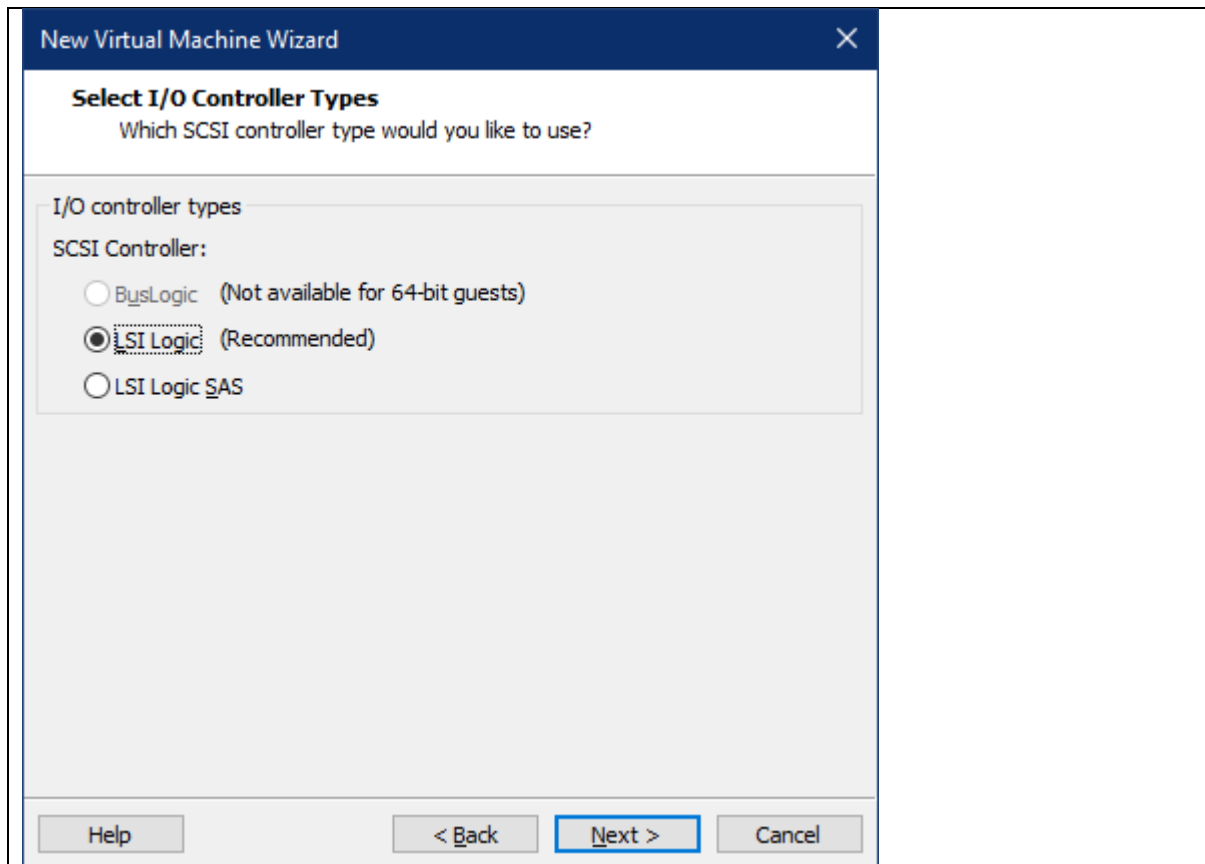 New Virtual Machine Wizard
Select I/O Controller Types
Which SCSI controller type would you like to use?
I/O controller types
SCSI Controller:
BusLogic (Not available for 64-bit guests)
LSI Logic (Recommended)
LSI Logic SAS
Help < Back Next > Cancel